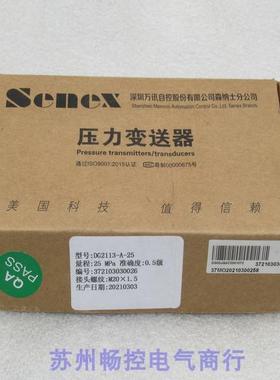 Senex
深圳万讯自控股份有限公司森纳士分公司
Shenzhen Maxonic Automation Control Co., Ltd Senex Branch
压力变送器
Pressure transmitters/transducers
通过ISO9001:2015认证
美国科技 值得信赖
QA
PASS
型号:DG2113-A-25
量程:25 MPa 准确度:0.5级
编号:372103030026
接头螺纹:M20×1.5
生产日期:20210303
37MO20210300258
苏州畅控电气商行